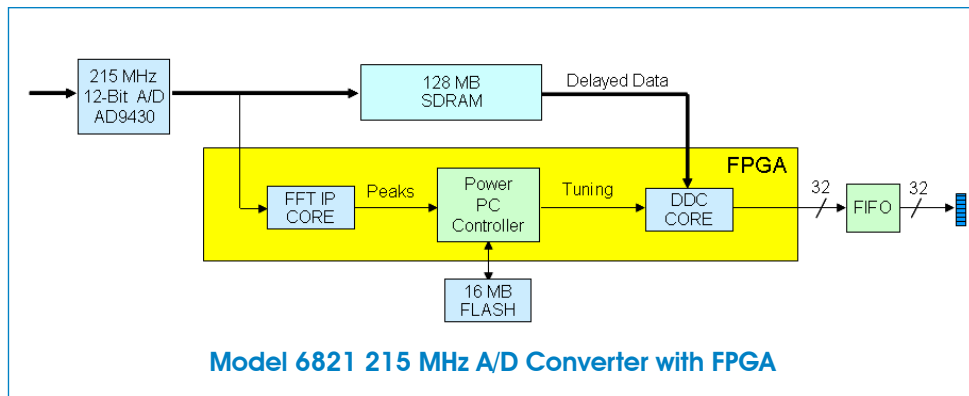 215 MHz
12-Bit A/D
AD9430
128 MB
SDRAM
Delayed Data
FPGA
FFT IP
CORE
Peaks
Power
PC
Controller
Tuning
DDC
CORE
32
FIFO
32
16 MB
FLASH
Model 6821 215 MHz A/D Converter with FPGA